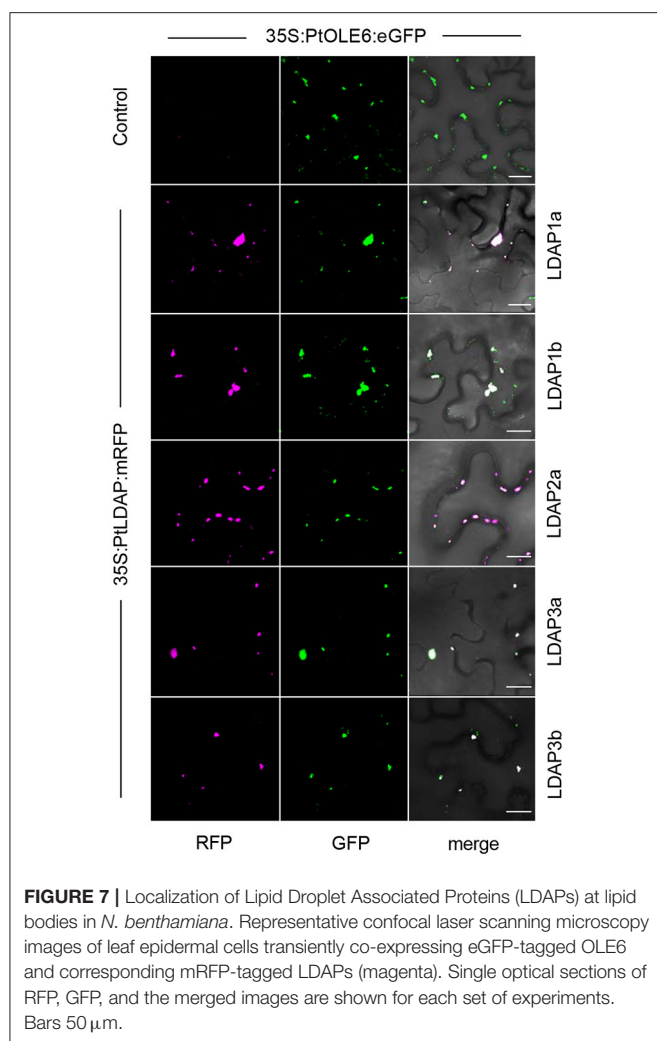 35S:PtOLE6:eGFP
Control
35S:PtLDAP:mRFP
LDAP1a
LDAP1b
LDAP2a
LDAP3a
LDAP3b
RFP GFP merge
FIGURE 7 | Localization of Lipid Droplet Associated Proteins (LDAPs) at lipid
bodies in N. benthamiana. Representative confocal laser scanning microscopy
images of leaf epidermal cells transiently co-expressing eGFP-tagged OLE6
and corresponding mRFP-tagged LDAPs (magenta). Single optical sections of
RFP, GFP, and the merged images are shown for each set of experiments.
Bars 50 μm.